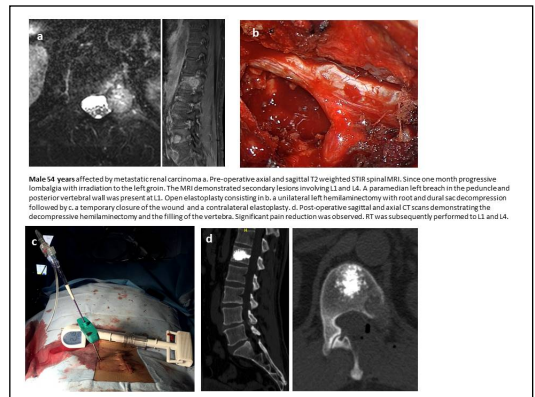 a
b
Male 54 years affected by metastatic renal carcinoma a. Pre-operative axial and sagittal T2 weighted STIR spinal MRI. Since one month progressive
lombalgia with irradiation to the left groin. The MRI demonstrated secondary lesions involving L1 and L4. A paramedian left breach in the peduncle and
posterior vertebral wall was present at L1. Open elastoplasty consisting in b. a unilateral left hemilaminectomy with root and dural sac decompression
followed by c. a temporary closure of the wound and a contralateral elastoplasty. d. Post-operative sagittal and axial CT scans demonstrating the
decompressive hemilaminectomy and the filling of the vertebra. Significant pain reduction was observed. RT was subsequently performed to L1 and L4.
c
d